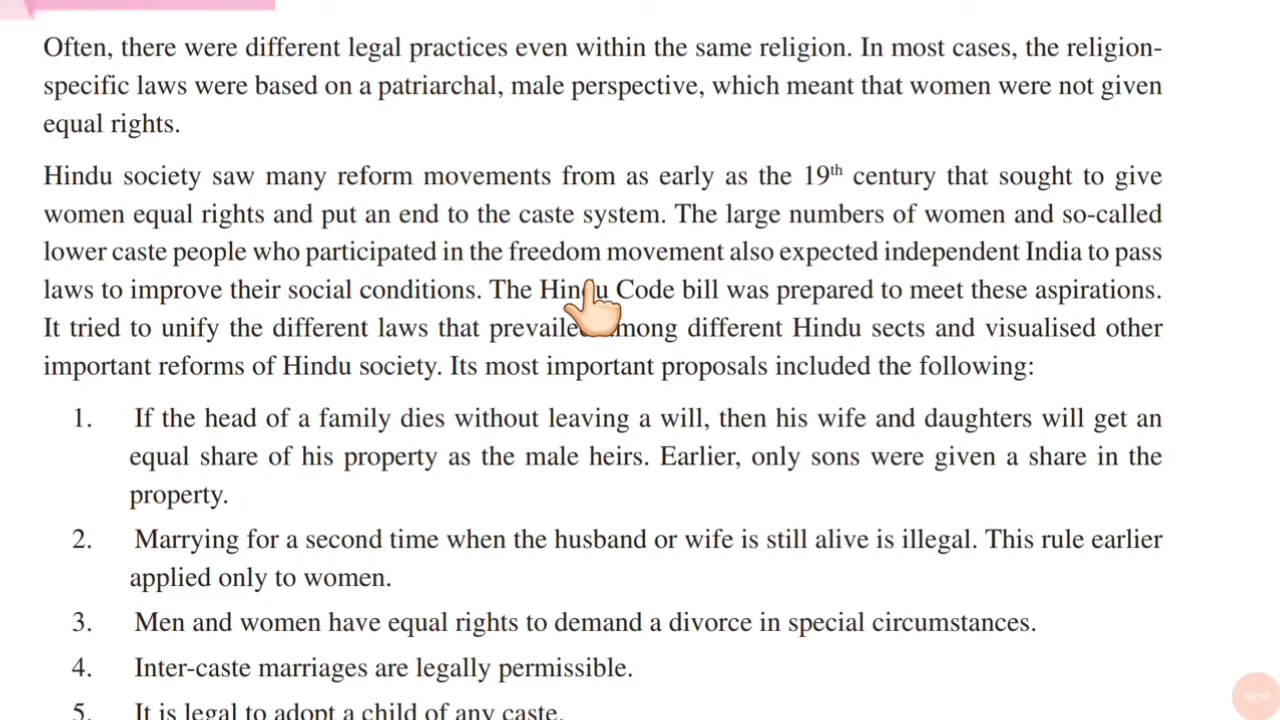 Often, there were different legal practices even within the same religion. In most cases, the religion-
specific laws were based on a patriarchal, male perspective, which meant that women were not given
equal rights.
Hindu society saw many reform movements from as early as the 19th century that sought to give
women equal rights and put an end to the caste system. The large numbers of women and so-called
lower caste people who participated in the freedom movement also expected independent India to pass
laws to improve their social conditions. The Hindu Code bill was prepared to meet these aspirations.
It tried to unify the different laws that prevailed among different Hindu sects and visualised other
important reforms of Hindu society. Its most important proposals included the following:
1. If the head of a family dies without leaving a will, then his wife and daughters will get an
equal share of his property as the male heirs. Earlier, only sons were given a share in the
property.
2. Marrying for a second time when the husband or wife is still alive is illegal. This rule earlier
applied only to women.
3. Men and women have equal rights to demand a divorce in special circumstances.
4. Inter-caste marriages are legally permissible.
5. It is legal to adopt a child of any caste.